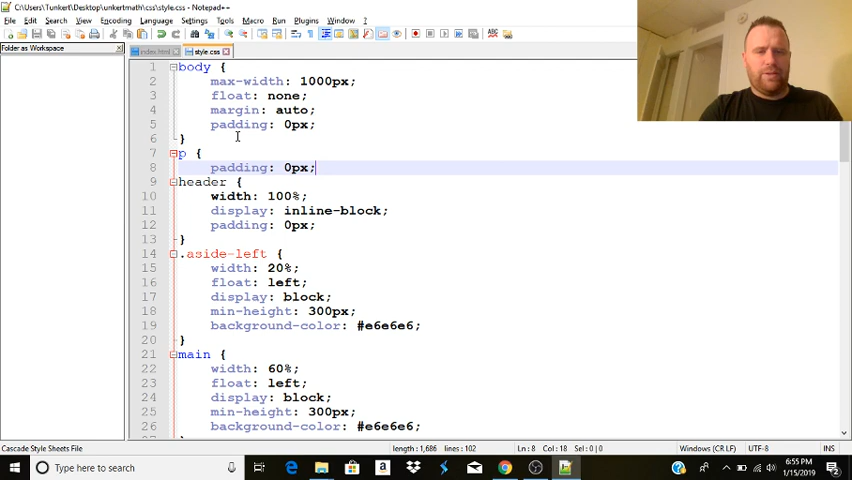 C:\Users\Tunkert\Desktop\unkertmath\css\style.css - Notepad++
File Edit Search View Encoding Language Settings Tools Macro Run Plugins Window ?
Folder as Workspace
index.html style.css
1 body {
2 max-width: 1000px;
3 float: none;
4 margin: auto;
5 padding: 0px;
6 }
7 p {
8 padding: 0px;
9 header {
10 width: 100%;
11 display: inline-block;
12 padding: 0px;
13 }
14 .aside-left {
15 width: 20%;
16 float: left;
17 display: block;
18 min-height: 300px;
19 background-color: #e6e6e6;
20 }
21 main {
22 width: 60%;
23 float: left;
24 display: block;
25 min-height: 300px;
26 background-color: #e6e6e6;
Cascade Style Sheets File length : 1,686 lines : 102 Ln : 8 Col : 18 Sel : 0 | 0 Windows (CR LF) UTF-8 INS
Type here to search
6:55 PM
1/15/2019